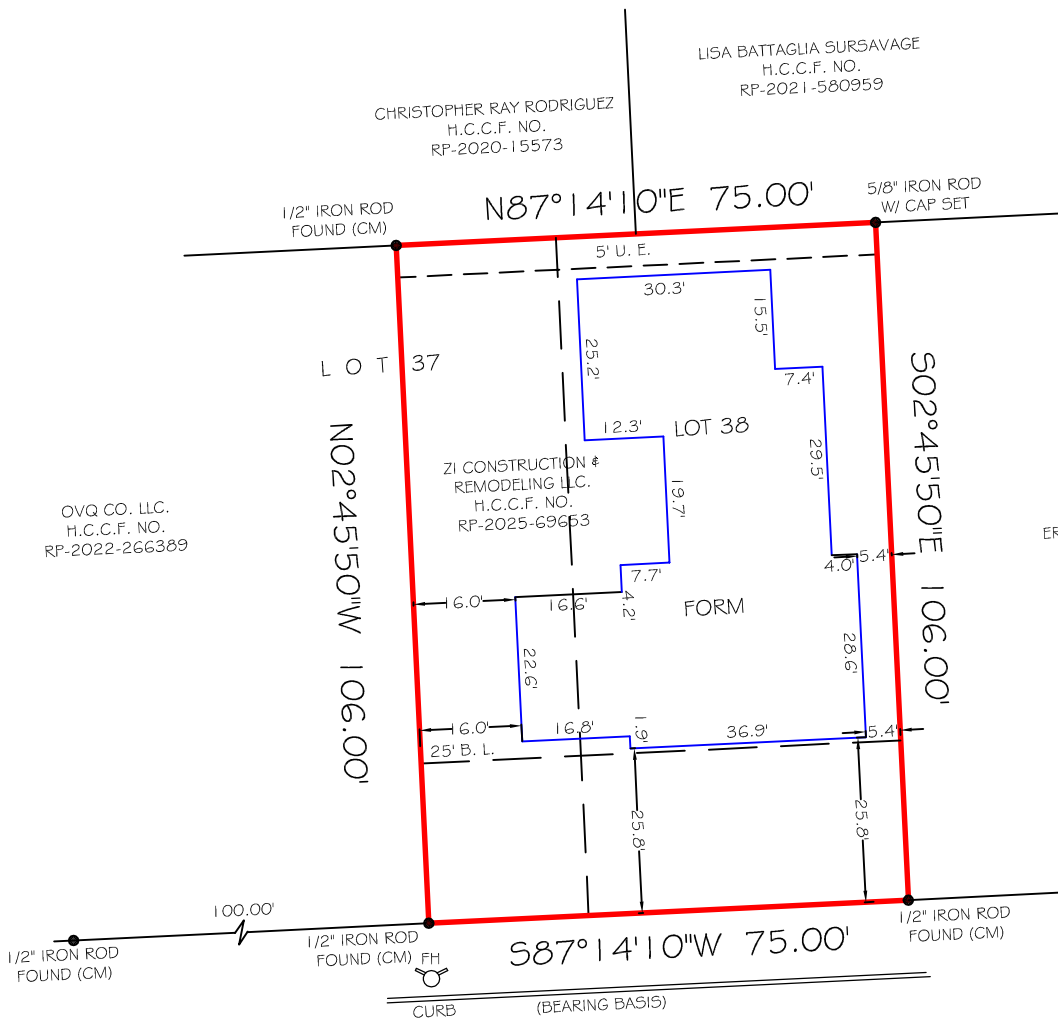 LISA BATTAGLIA SURSAVAGE
H.C.C.F. NO.
RP-2021-580959
CHRISTOPHER RAY RODRIGUEZ
H.C.C.F. NO.
RP-2020-15573
N87°14'10"E 75.00'
5/8" IRON ROD
W/ CAP SET
1/2" IRON ROD
FOUND (CM)
5' U. E.
30.3'
15.5'
25.2'
LOT 37
7.4'
S02°45'50"E 106.00'
12.3'
LOT 38
29.5'
N02°45'50"W 106.00'
ZI CONSTRUCTION &
REMODELING LLC.
H.C.C.F. NO.
RP-2025-69653
19.7'
OVQ CO. LLC.
H.C.C.F. NO.
RP-2022-266389
ER
4.0'
5.4'
7.7'
16.0'
16.6'
4.2'
FORM
22.6'
28.6'
16.0'
16.8'
1.9'
36.9'
5.4'
25' B. L.
25.8'
25.8'
100.00'
1/2" IRON ROD
FOUND (CM)
1/2" IRON ROD
FOUND (CM)
1/2" IRON ROD
FOUND (CM)
S87°14'10"W 75.00'
FH
CURB
(BEARING BASIS)